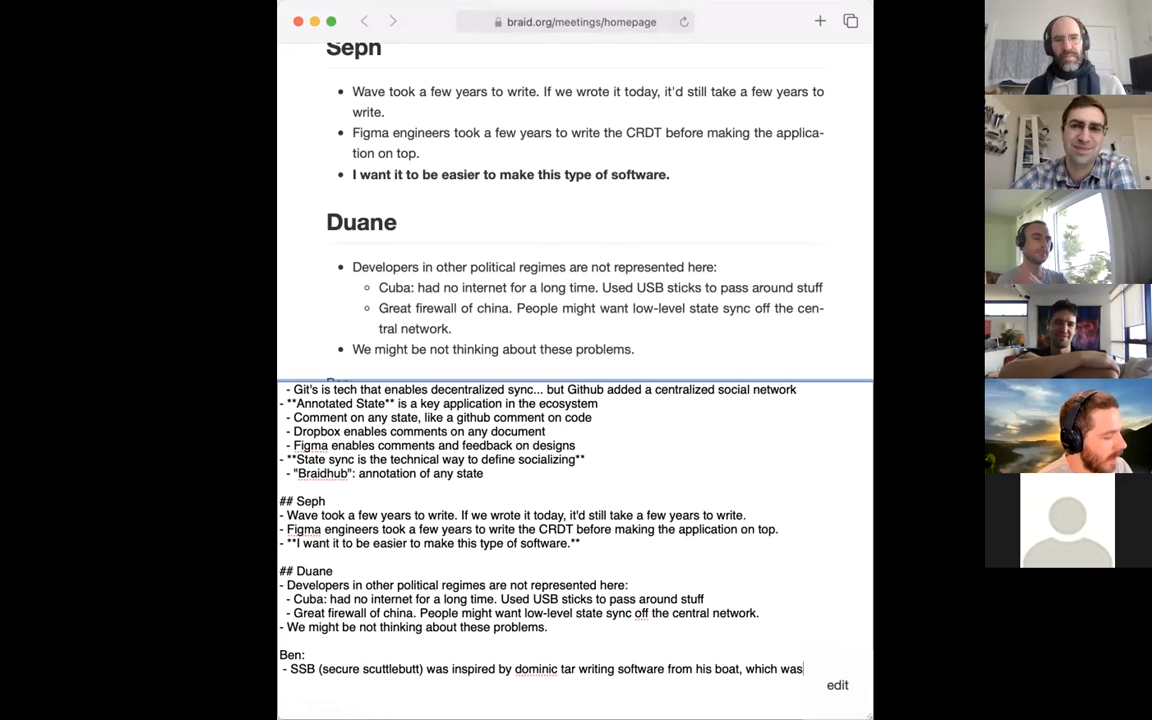 braid.org/meetings/homepage
Seph
• Wave took a few years to write. If we wrote it today, it'd still take a few years to
write.
• Figma engineers took a few years to write the CRDT before making the applica-
tion on top.
• I want it to be easier to make this type of software.
Duane
• Developers in other political regimes are not represented here:
◦ Cuba: had no internet for a long time. Used USB sticks to pass around stuff
◦ Great firewall of china. People might want low-level state sync off the cen-
tral network.
• We might be not thinking about these problems.
- Git's is tech that enables decentralized sync... but Github added a centralized social network
- **Annotated State** is a key application in the ecosystem
- Comment on any state, like a github comment on code
- Dropbox enables comments on any document
- Figma enables comments and feedback on designs
- **State sync is the technical way to define socializing**
- "Braidhub": annotation of any state
## Seph
- Wave took a few years to write. If we wrote it today, it'd still take a few years to write.
- Figma engineers took a few years to write the CRDT before making the application on top.
- **I want it to be easier to make this type of software.**
## Duane
- Developers in other political regimes are not represented here:
- Cuba: had no internet for a long time. Used USB sticks to pass around stuff
- Great firewall of china. People might want low-level state sync off the central network.
- We might be not thinking about these problems.
Ben:
- SSB (secure scuttlebutt) was inspired by dominic tar writing software from his boat, which was
edit